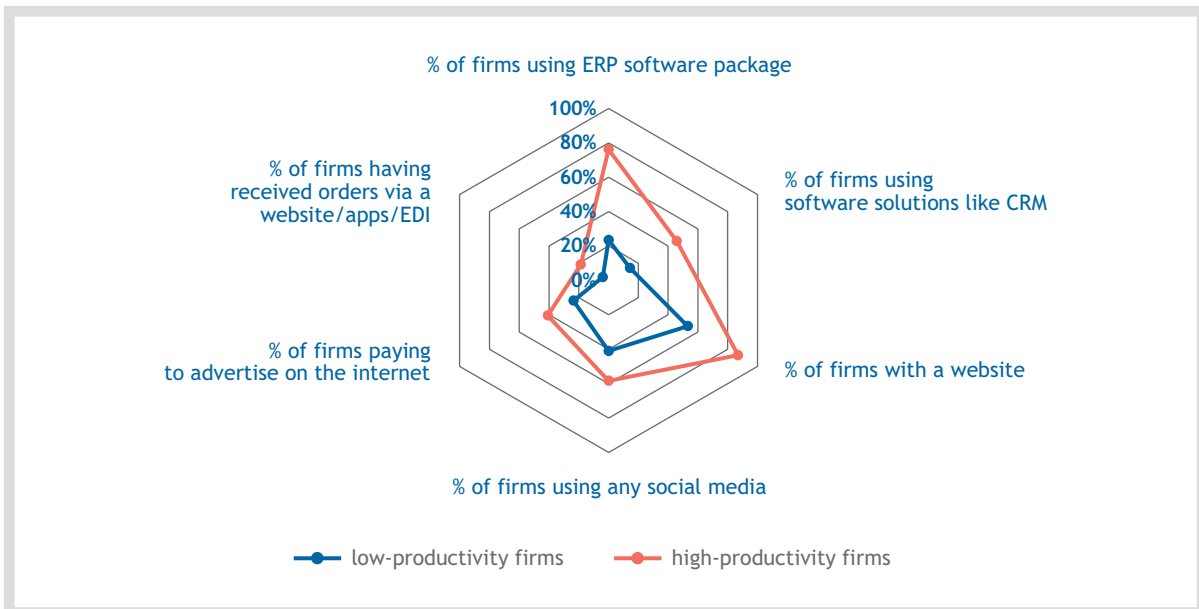 % of firms using ERP software package
100%
80%
60%
40%
20%
0%
% of firms having
received orders via a
website/apps/EDI
% of firms using
software solutions like CRM
% of firms paying
to advertise on the internet
% of firms with a website
% of firms using any social media
low-productivity firms
high-productivity firms